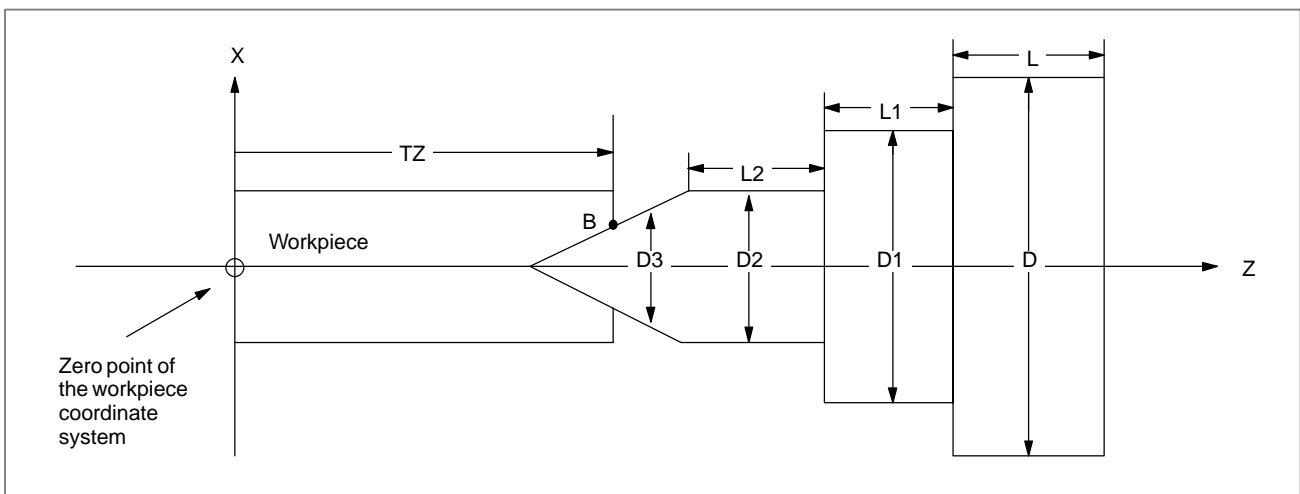 X
L
L1
TZ
L2
B
Workpiece
D3
D2
D1
D
Z
Zero point of
the workpiece
coordinate
system